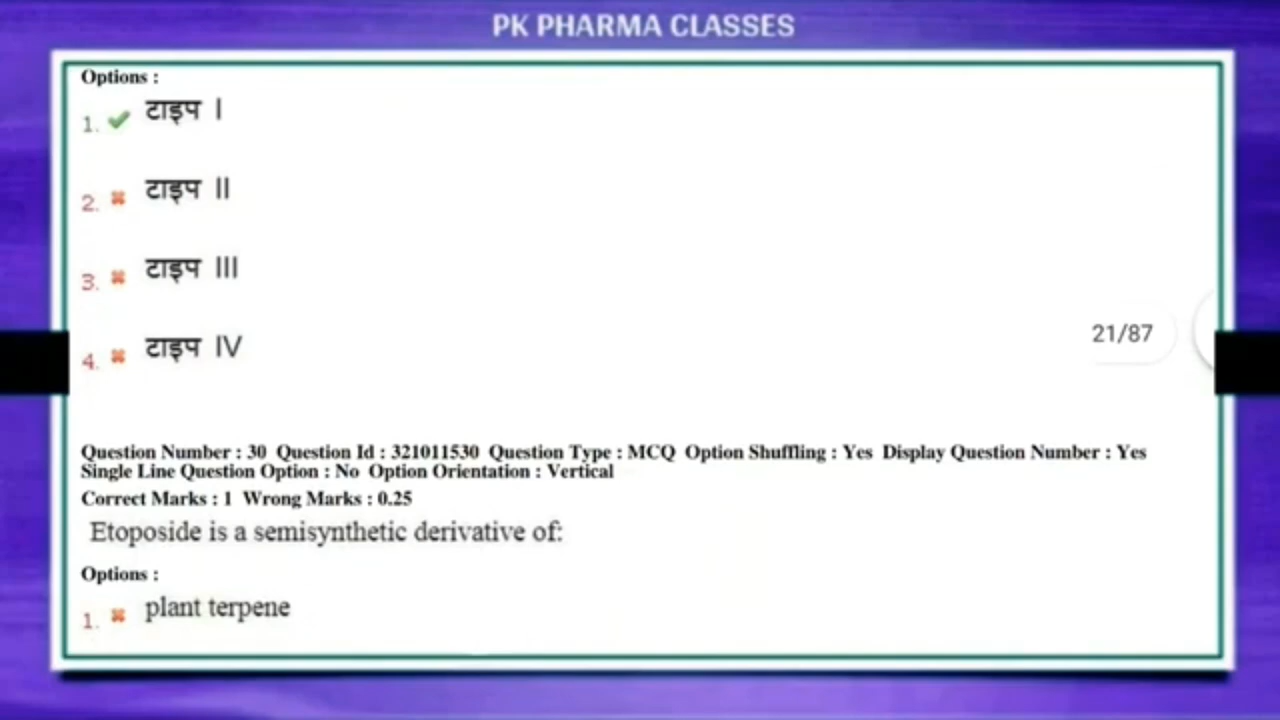 PK PHARMA CLASSES
Options :
1. टाइप I
2. टाइप II
3. टाइप III
4. टाइप IV
21/87
Question Number : 30 Question Id : 321011530 Question Type : MCQ Option Shuffling : Yes Display Question Number : Yes
Single Line Question Option : No Option Orientation : Vertical
Correct Marks : 1 Wrong Marks : 0.25
Etoposide is a semisynthetic derivative of:
Options :
1. plant terpene